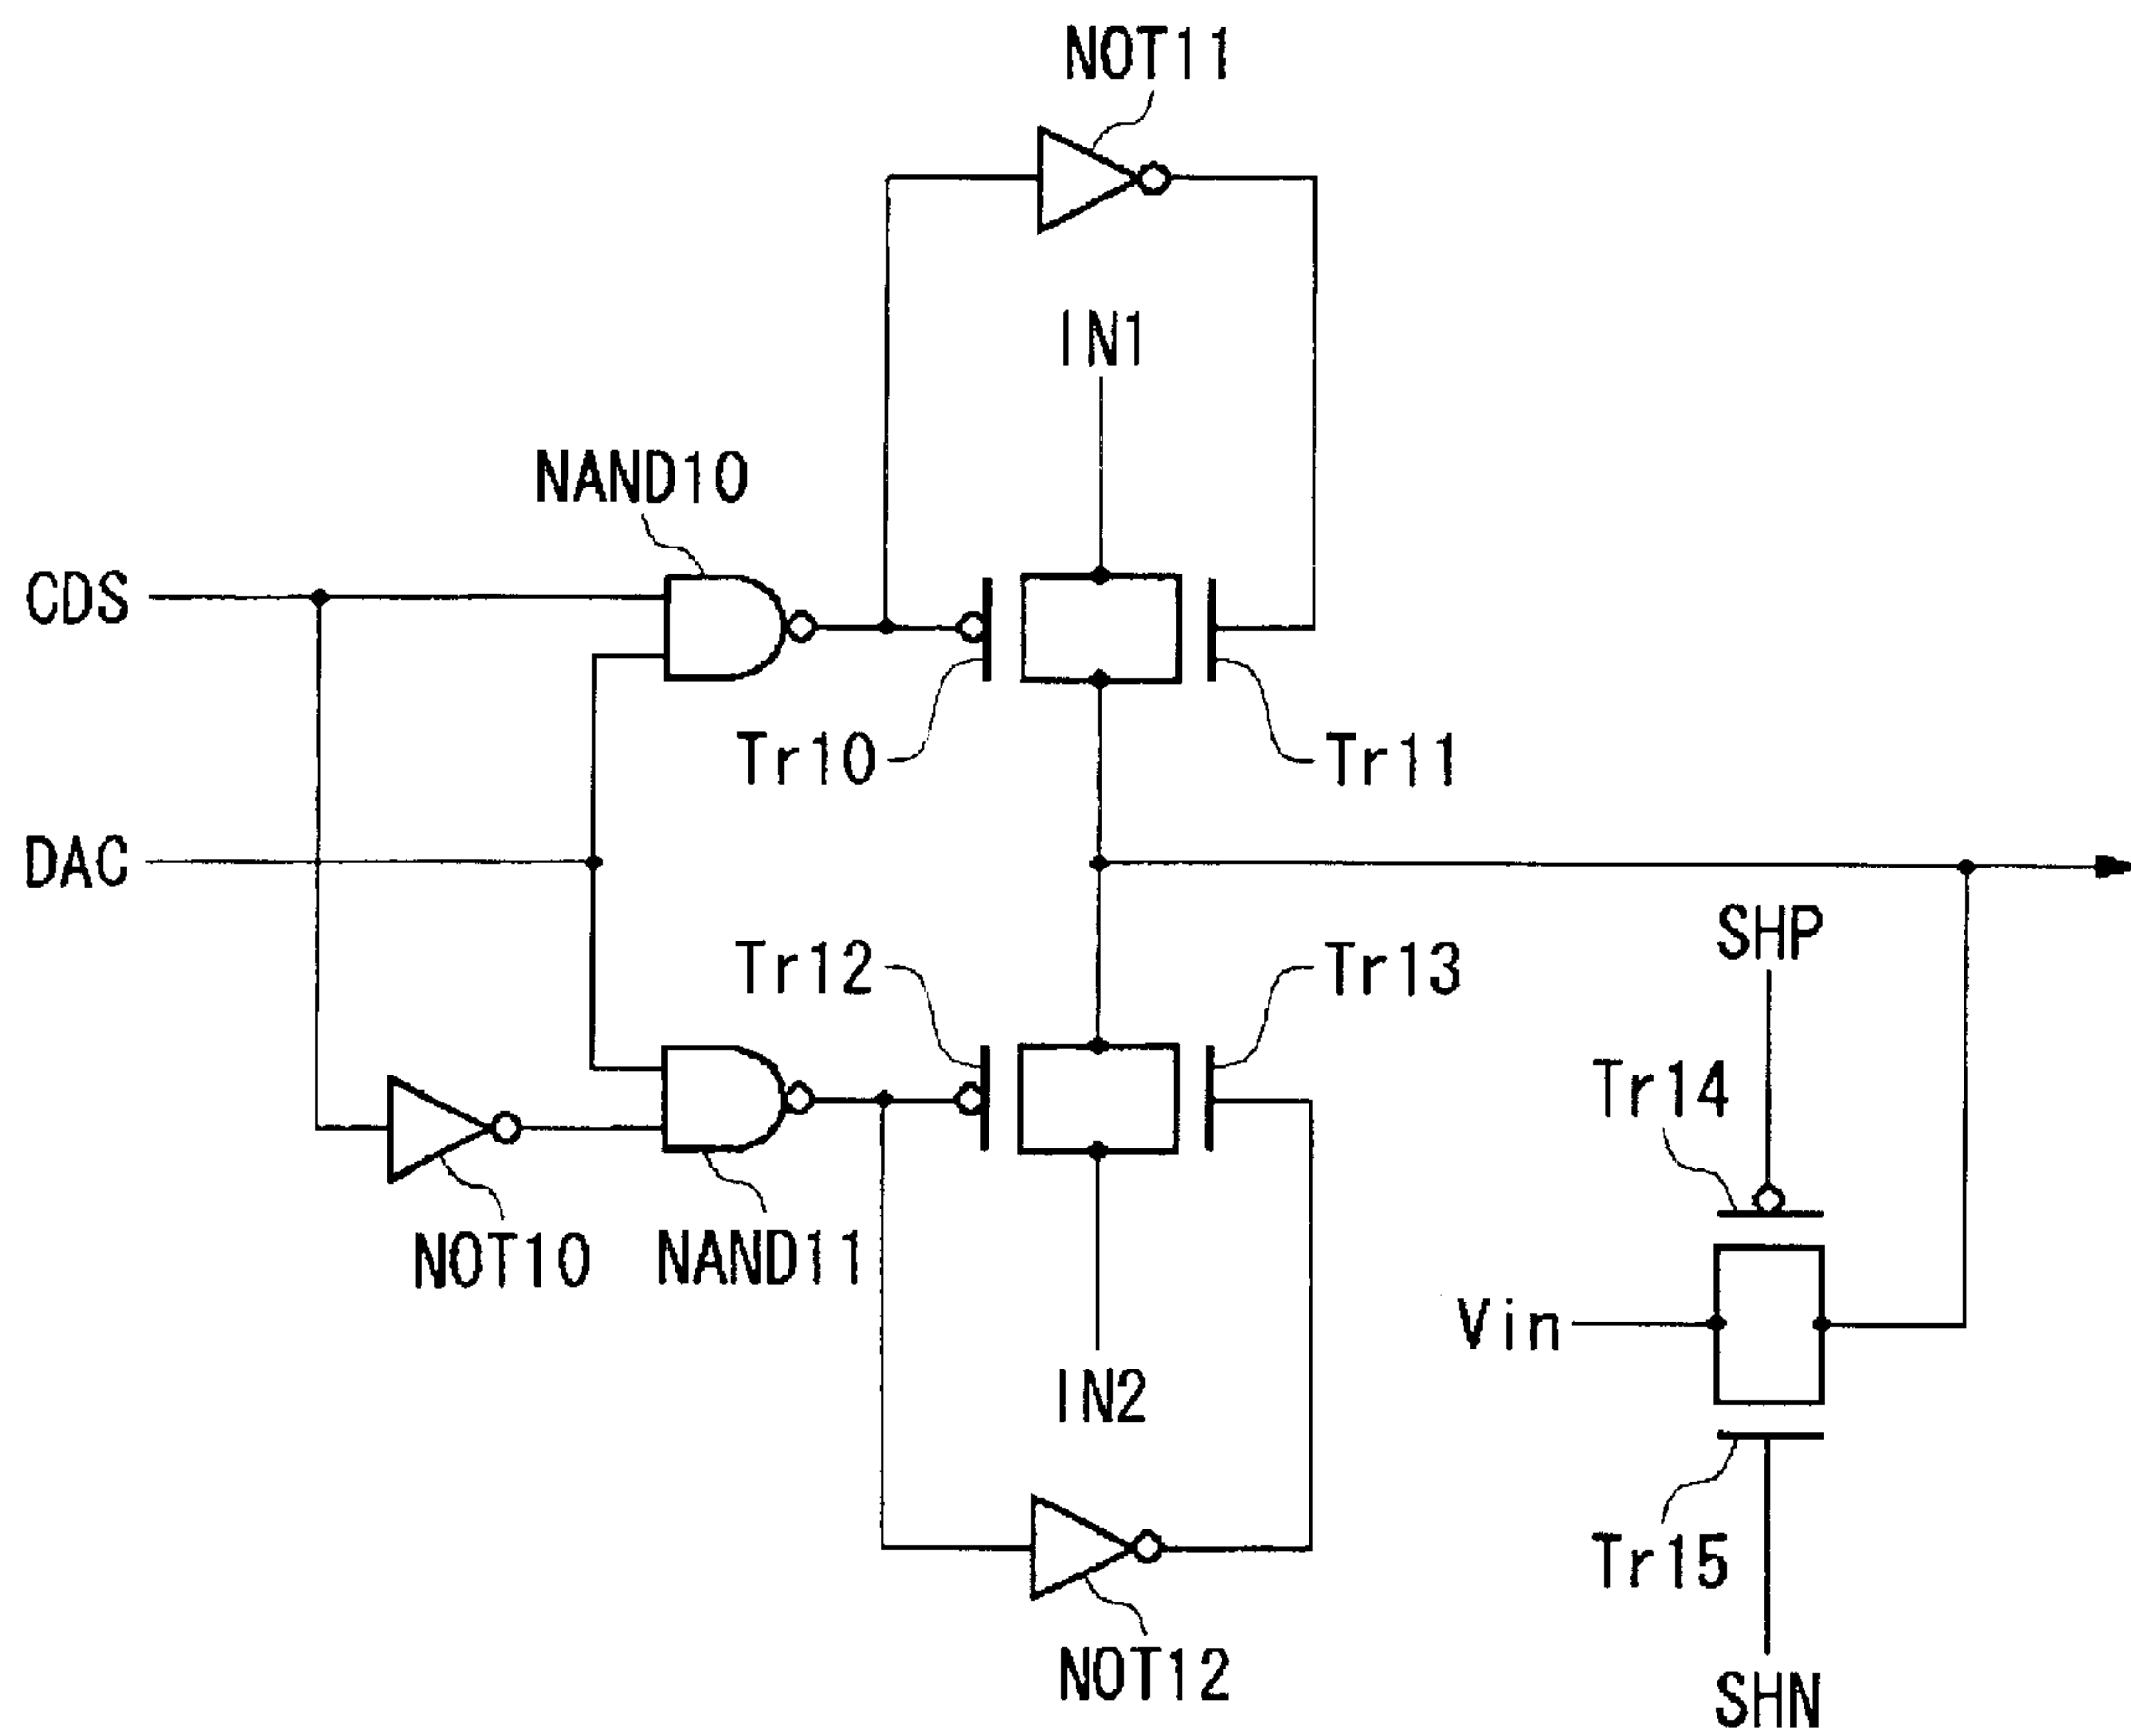 NOT11
IN1
NAND10
CDS
Tr10
Tr11
DAC
SHP
Tr12
Tr13
Tr14
NOT10
NAND11
Vin
IN2
Tr15
NOT12
SHN